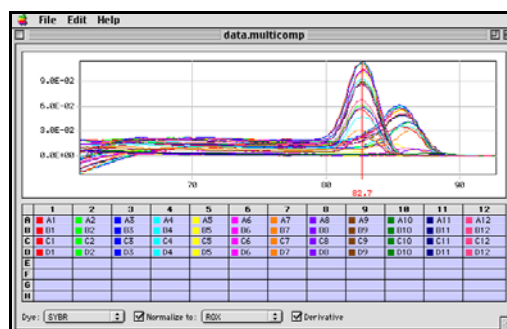 File Edit Help
data.multicomp
9.0E-02
6.0E-02
3.0E-02
0.0E+00
70 90
82.7
1 2 3 4 5 6 7 8 9 10 11 12
A A1 A2 A3 A4 A5 A6 A7 A8 A9 A10 A11 A12
B B1 B2 B3 B4 B5 B6 B7 B8 B9 B10 B11 B12
C C1 C2 C3 C4 C5 C6 C7 C8 C9 C10 C11 C12
D D1 D2 D3 D4 D5 D6 D7 D8 D9 D10 D11 D12
E
F
G
H
Dye: SYBR Normalize to: ROX Derivative